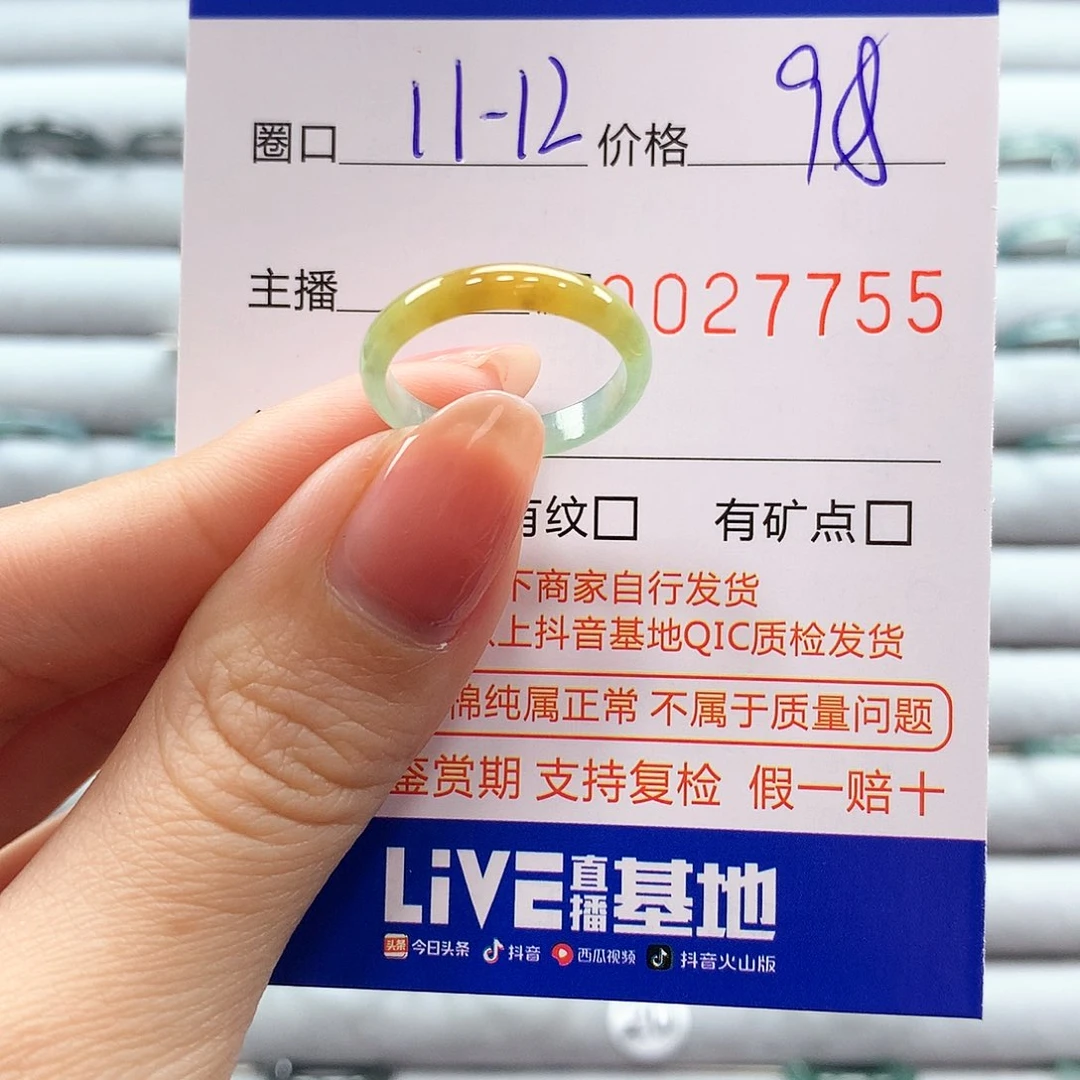 圈口 11-12 价格 98
主播 0027755
有纹□ 有矿点□
下商家自行发货
以上抖音基地QIC质检发货
棉纯属正常 不属于质量问题
鉴赏期 支持复检 假一赔十
LiVE直播基地
头条 今日头条 抖音 西瓜视频 抖音火山版